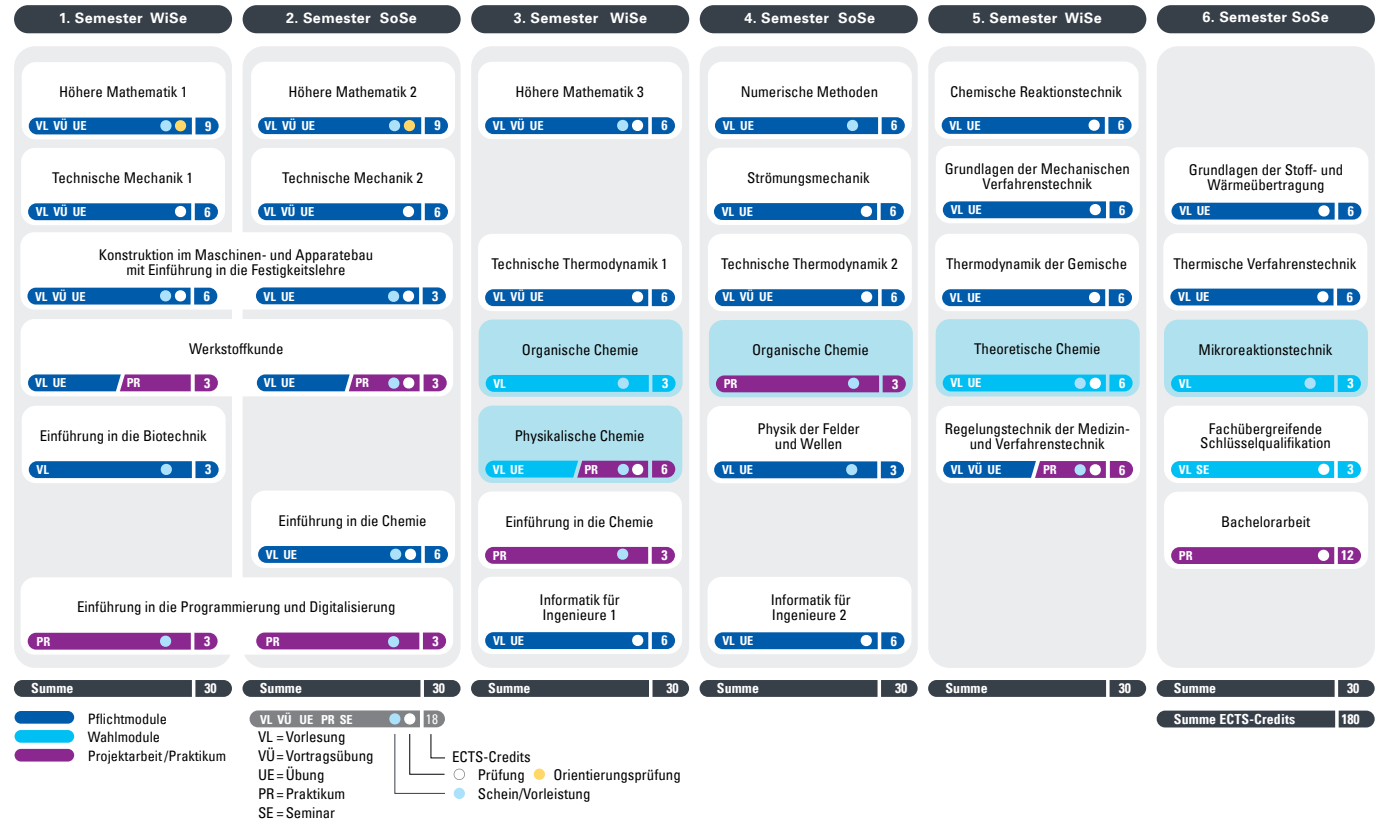 1. Semester WiSe
2. Semester SoSe
3. Semester WiSe
4. Semester SoSe
5. Semester WiSe
6. Semester SoSe
Höhere Mathematik 1
VL VÜ UE 9
Höhere Mathematik 2
VL VÜ UE 9
Höhere Mathematik 3
VL VÜ UE 6
Numerische Methoden
VL UE 6
Chemische Reaktionstechnik
VL UE 6
Technische Mechanik 1
VL VÜ UE 6
Technische Mechanik 2
VL VÜ UE 6
Strömungsmechanik
VL UE 6
Grundlagen der Mechanischen
Verfahrenstechnik
VL UE 6
Grundlagen der Stoff- und
Wärmeübertragung
VL UE 6
Konstruktion im Maschinen- und Apparatebau
mit Einführung in die Festigkeitslehre
VL VÜ UE 6
VL UE 3
Technische Thermodynamik 1
VL VÜ UE 6
Technische Thermodynamik 2
VL VÜ UE 6
Thermodynamik der Gemische
VL UE 6
Thermische Verfahrenstechnik
VL UE 6
Werkstoffkunde
VL UE PR 3
VL UE PR 3
Organische Chemie
VL 3
Organische Chemie
PR 3
Theoretische Chemie
VL UE 6
Mikroreaktionstechnik
VL 3
Einführung in die Biotechnik
VL 3
Physikalische Chemie
VL UE PR 6
Physik der Felder
und Wellen
VL UE 3
Regelungstechnik der Medizin-
und Verfahrenstechnik
VL VÜ UE PR 6
Fachübergreifende
Schlüsselqualifikation
VL SE 3
Einführung in die Chemie
VL UE 6
Einführung in die Chemie
PR 3
Bachelorarbeit
PR 12
Einführung in die Programmierung und Digitalisierung
PR 3
PR 3
Informatik für
Ingenieure 1
VL UE 6
Informatik für
Ingenieure 2
VL UE 6
Summe 30
Summe 30
Summe 30
Summe 30
Summe 30
Summe 30
Summe ECTS-Credits 180
Pflichtmodule
Wahlmodule
Projektarbeit/Praktikum
VL VÜ UE PR SE 18
VL = Vorlesung
VÜ = Vortragsübung
UE = Übung
PR = Praktikum
SE = Seminar
ECTS-Credits
Prüfung Orientierungsprüfung
Schein/Vorleistung